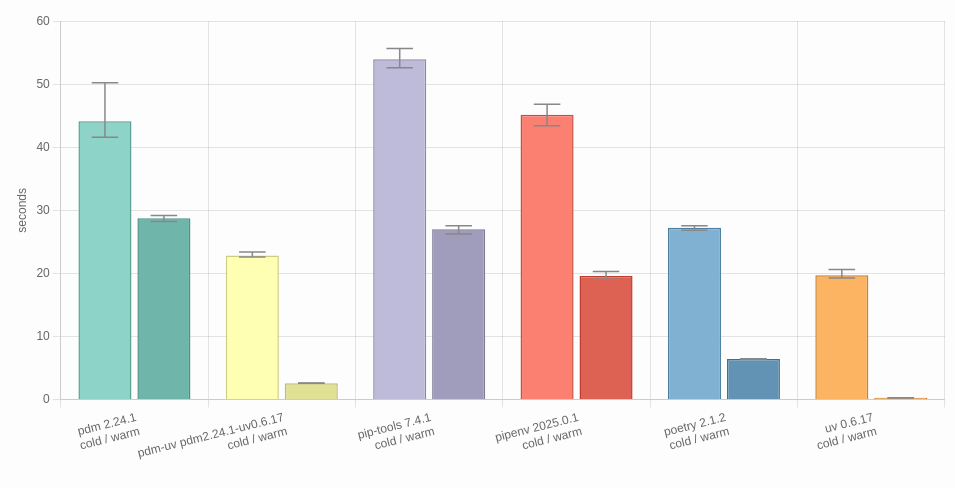 60
50
40
30
20
10
0
seconds
pdm 2.24.1
cold / warm
pdm-uv pdm2.24.1-uv0.6.17
cold / warm
pip-tools 7.4.1
cold / warm
pipenv 2025.0.1
cold / warm
poetry 2.1.2
cold / warm
uv 0.6.17
cold / warm